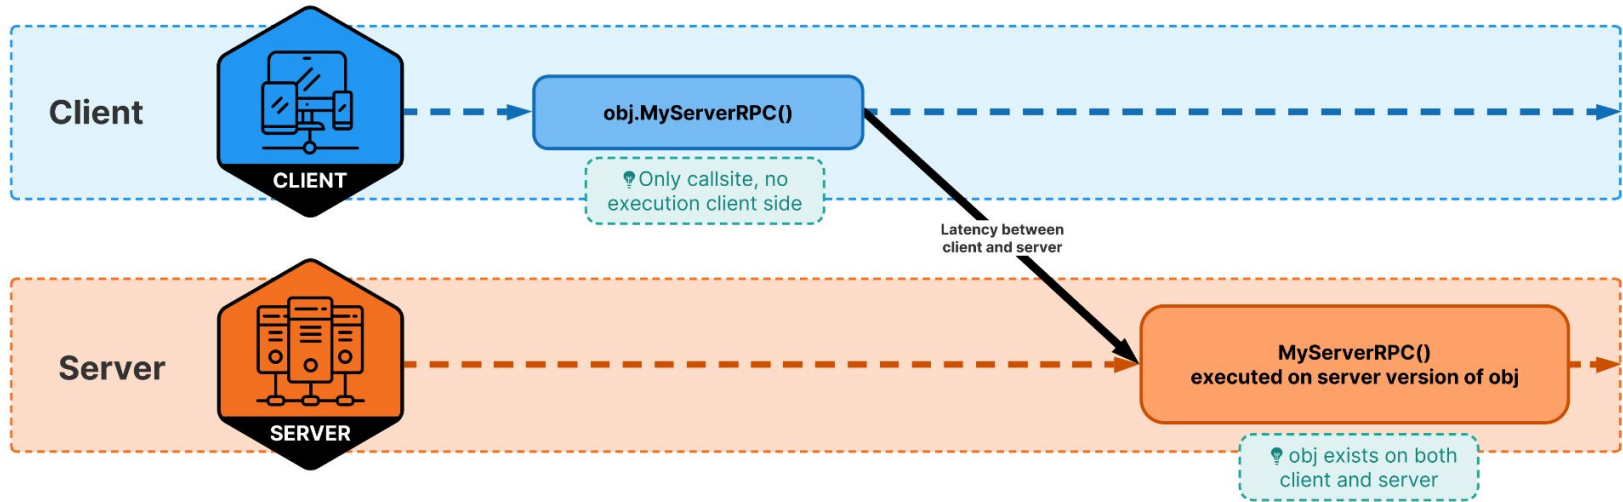 Client
CLIENT
obj.MyServerRPC()
Only callsite, no
execution client side
Latency between
client and server
Server
SERVER
MyServerRPC()
executed on server version of obj
obj exists on both
client and server